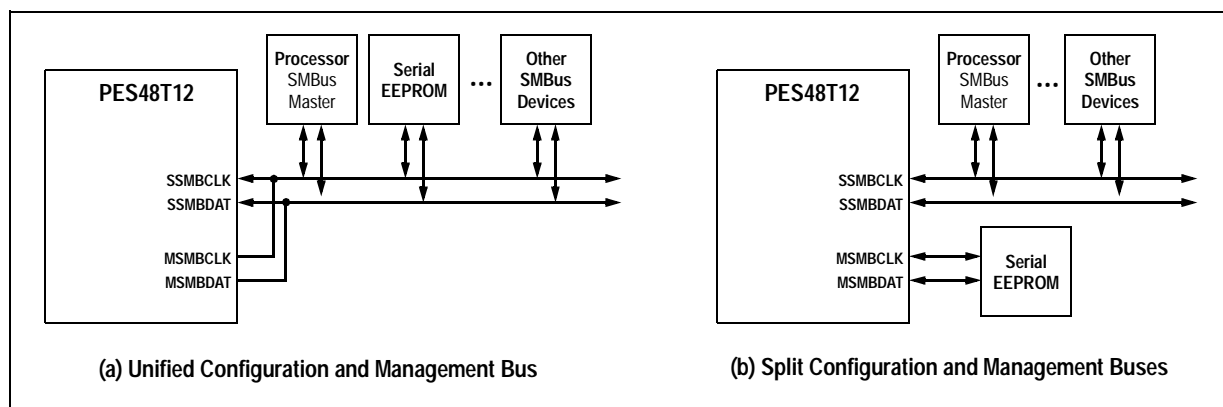 PES48T12
Processor
SMBus
Master
Serial
EEPROM
...
Other
SMBus
Devices
SSMBCLK
SSMBDAT
MSMBCLK
MSMBDAT
(a) Unified Configuration and Management Bus
PES48T12
Processor
SMBus
Master
...
Other
SMBus
Devices
SSMBCLK
SSMBDAT
MSMBCLK
MSMBDAT
Serial
EEPROM
(b) Split Configuration and Management Buses